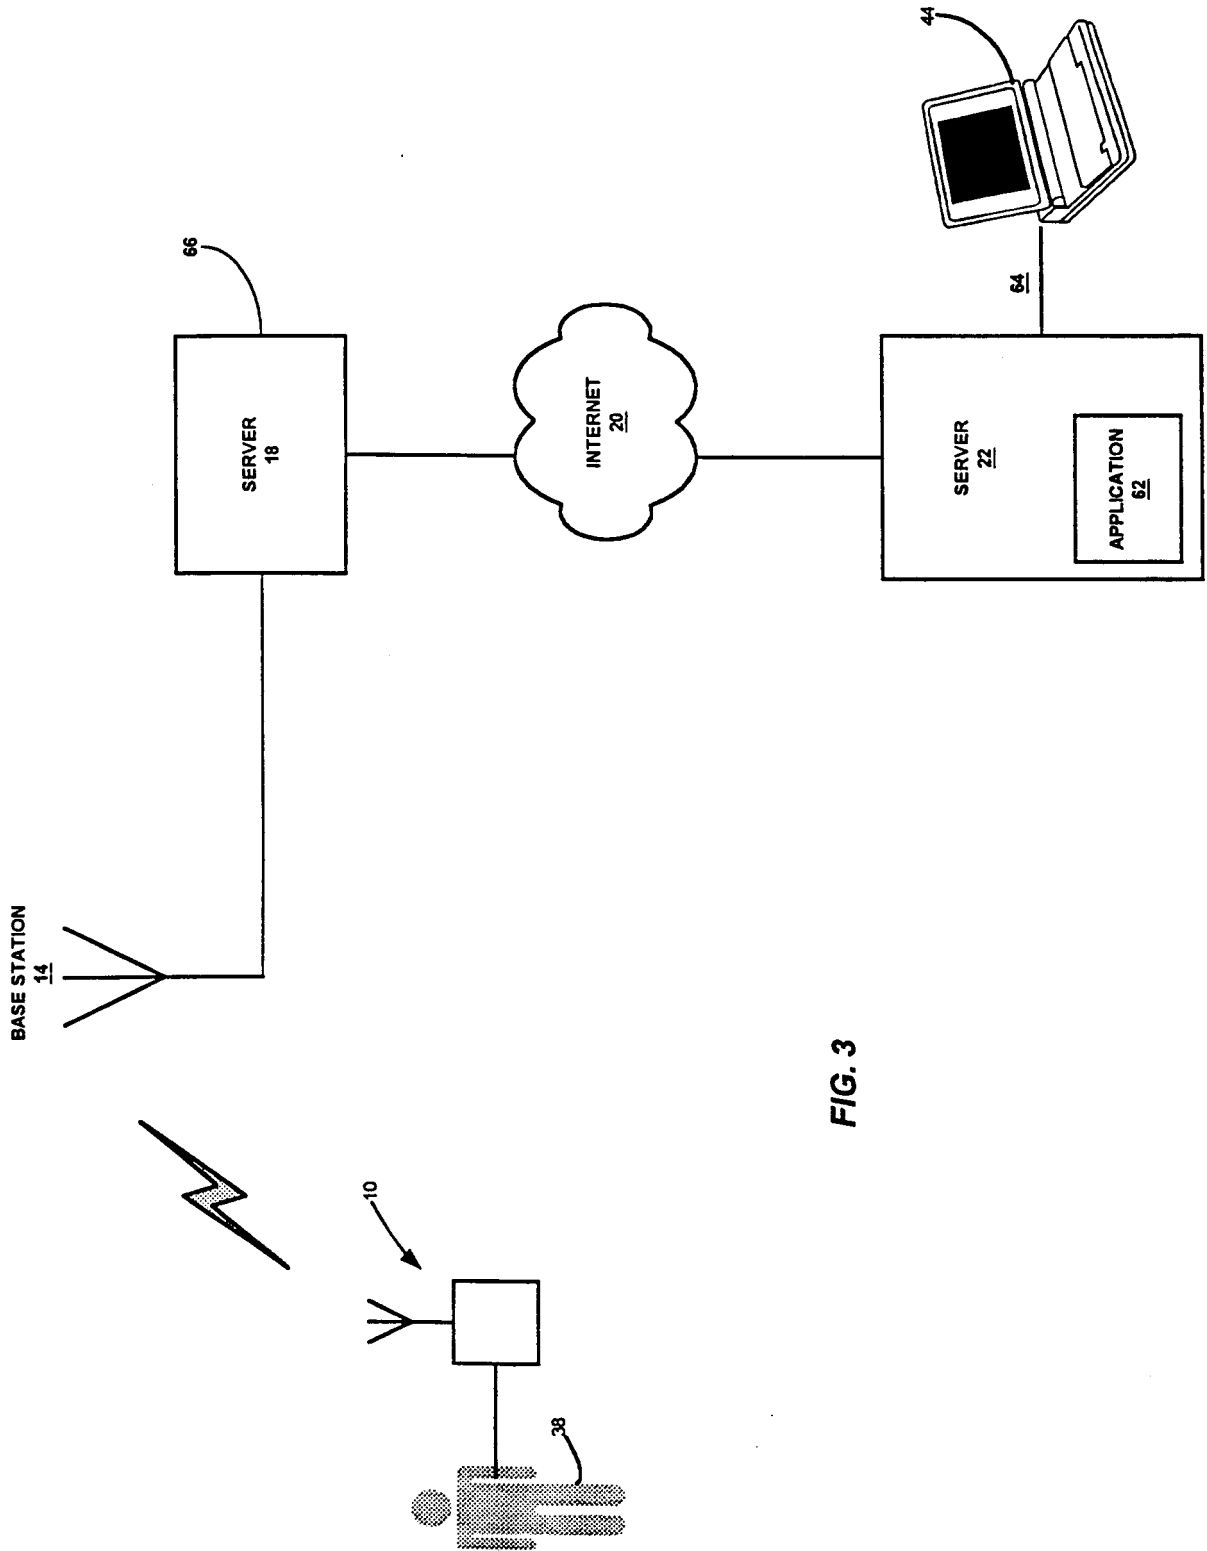 BASE STATION
14
66
SERVER
18
10
38
INTERNET
20
44
64
SERVER
22
APPLICATION
62
FIG. 3